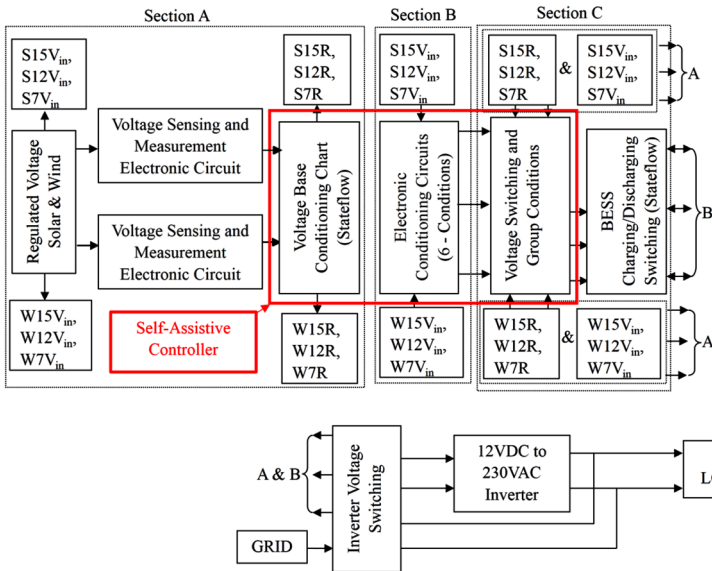 Section A
Section B
Section C
S15Vin,
S12Vin,
S7Vin
S15R,
S12R,
S7R
S15Vin,
S12Vin,
S7Vin
S15R,
S12R,
S7R
&
S15Vin,
S12Vin,
S7Vin
A
Regulated Voltage
Solar & Wind
Voltage Sensing and
Measurement
Electronic Circuit
Voltage Sensing and
Measurement
Electronic Circuit
Voltage Base
Conditioning Chart
(Stateflow)
Electronic
Conditioning Circuits
(6 - Conditions)
Voltage Switching and
Group Conditions
BESS
Charging/Discharging
Switching (Stateflow)
B
W15Vin,
W12Vin,
W7Vin
Self-Assistive
Controller
W15R,
W12R,
W7R
W15Vin,
W12Vin,
W7Vin
W15R,
W12R,
W7R
&
W15Vin,
W12Vin,
W7Vin
A
A & B
Inverter Voltage
Switching
12VDC to
230VAC
Inverter
GRID